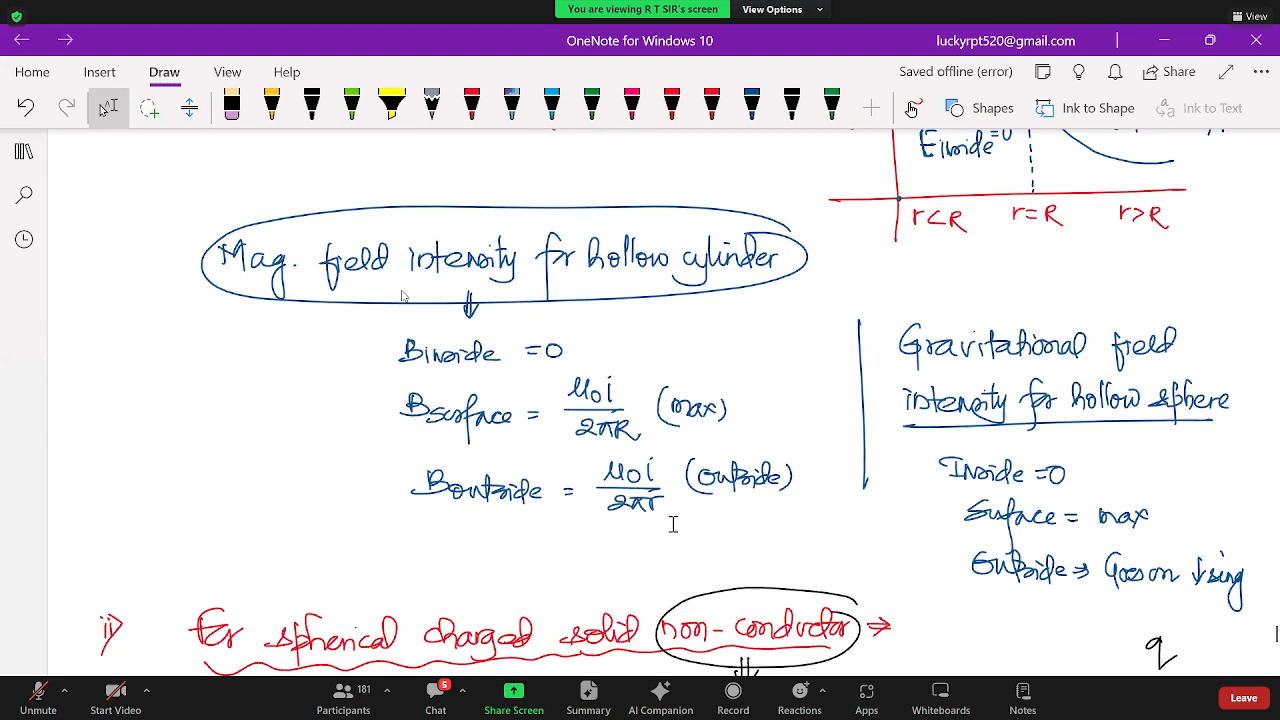 You are viewing R T SIR's screen
View Options
View
OneNote for Windows 10
luckyrpt520@gmail.com
Home Insert Draw View Help
Saved offline (error)
Share
Shapes
Ink to Shape
Ink to Text
Einside=0
r<R r=R r>R
Mag. field intensity for hollow cylinder
⇓
Binside = 0
Bsurface = μ0i/2πR (max)
Boutside = μ0i/2πr (outside)
Gravitational field
intensity for hollow sphere
Inside = 0
Surface = max
Outside ⇒ Goes on ↓sing
ii) For spherical charged solid non-conductor ⇒
⇓
q
Unmute
Start Video
Participants 181
Chat 5
Share Screen
Summary
AI Companion
Record
Reactions
Apps
Whiteboards
Notes
Leave